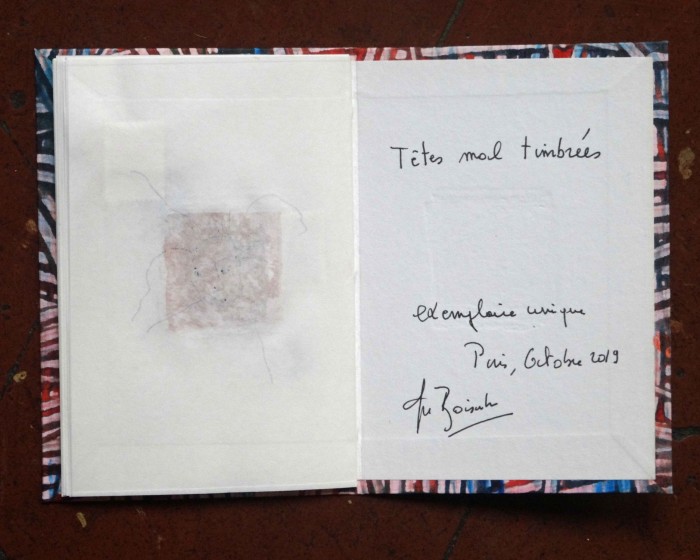 Têtes mal timbrées
exemplaire unique
Paris, Octobre 2019